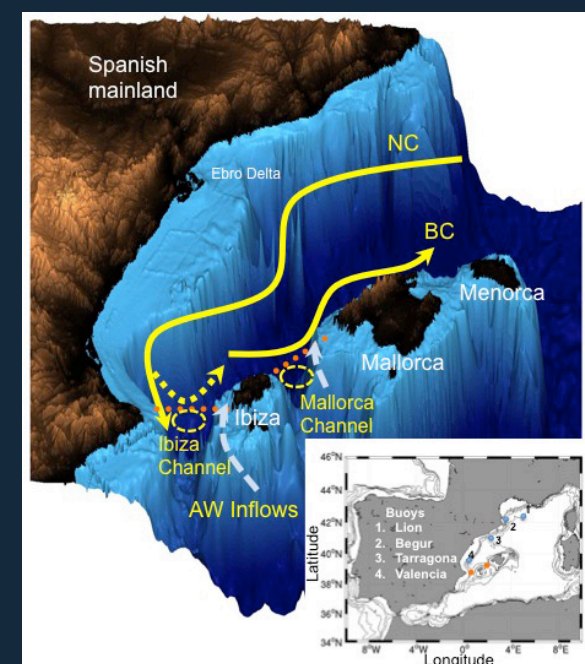 Spanish
mainland
NC
Ebro Delta
BC
Menorca
Mallorca
Ibiza
Mallorca
Channel
Ibiza
Channel
AW Inflows
46°N
44°N
42°N
40°N
38°N
36°N
34°N
Latitude
Buoys
1. Lion
2. Begur
3. Tarragona
4. Valencia
1
2
3
4
8°W
4°W
0°
4°E
8°E
Longitude